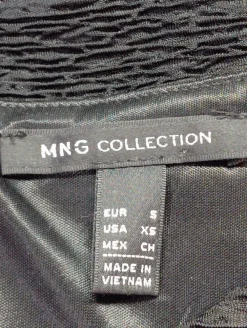 MNG COLLECTION
EUR S
USA XS
MEX CH
MADE IN
VIETNAM